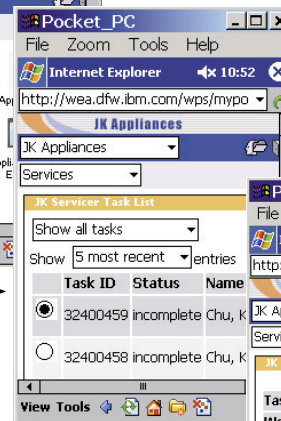 Pocket_PC
File Zoom Tools Help
Internet Explorer 10:52
http://wea.dfw.ibm.com/wps/mypo
JK Appliances
JK Appliances
Services
JK Servicer Task List
Show all tasks
Show 5 most recent entries
Task ID Status Name
32400459 incomplete Chu, K
32400458 incomplete Chu, K
View Tools
P
File
http:
JK A
Servi
JK
Tas